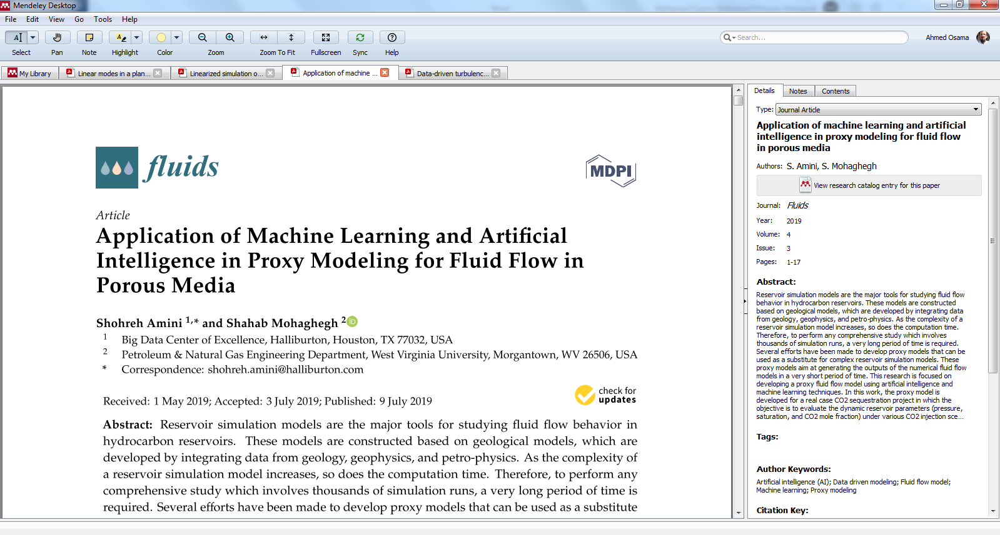 Mendeley Desktop
File Edit View Go Tools Help
Select Pan Note Highlight Color Zoom Zoom To Fit Fullscreen Sync Help
Search...
Ahmed Osama
My Library
Linear modes in a plan...
Linearized simulation o...
Application of machine ...
Data-driven turbulenc...
fluids
MDPI
Article
Application of Machine Learning and Artificial
Intelligence in Proxy Modeling for Fluid Flow in
Porous Media
Shohreh Amini 1,* and Shahab Mohaghegh 2 iD
1 Big Data Center of Excellence, Halliburton, Houston, TX 77032, USA
2 Petroleum & Natural Gas Engineering Department, West Virginia University, Morgantown, WV 26506, USA
* Correspondence: shohreh.amini@halliburton.com
Received: 1 May 2019; Accepted: 3 July 2019; Published: 9 July 2019
check for
updates
Abstract: Reservoir simulation models are the major tools for studying fluid flow behavior in
hydrocarbon reservoirs. These models are constructed based on geological models, which are
developed by integrating data from geology, geophysics, and petro-physics. As the complexity of
a reservoir simulation model increases, so does the computation time. Therefore, to perform any
comprehensive study which involves thousands of simulation runs, a very long period of time is
required. Several efforts have been made to develop proxy models that can be used as a substitute
Details Notes Contents
Type: Journal Article
Application of machine learning and artificial
intelligence in proxy modeling for fluid flow
in porous media
Authors: S. Amini, S. Mohaghegh
View research catalog entry for this paper
Journal: Fluids
Year: 2019
Volume: 4
Issue: 3
Pages: 1-17
Abstract:
Reservoir simulation models are the major tools for studying fluid flow
behavior in hydrocarbon reservoirs. These models are constructed
based on geological models, which are developed by integrating data
from geology, geophysics, and petro-physics. As the complexity of a
reservoir simulation model increases, so does the computation time.
Therefore, to perform any comprehensive study which involves
thousands of simulation runs, a very long period of time is required.
Several efforts have been made to develop proxy models that can be
used as a substitute for complex reservoir simulation models. These
proxy models aim at generating the outputs of the numerical fluid flow
models in a very short period of time. This research is focused on
developing a proxy fluid flow model using artificial intelligence and
machine learning techniques. In this work, the proxy model is
developed for a real case CO2 sequestration project in which the
objective is to evaluate the dynamic reservoir parameters (pressure,
saturation, and CO2 mole fraction) under various CO2 injection sce...
Tags:
Author Keywords:
Artificial intelligence (AI); Data driven modeling; Fluid flow model;
Machine learning; Proxy modeling
Citation Key: